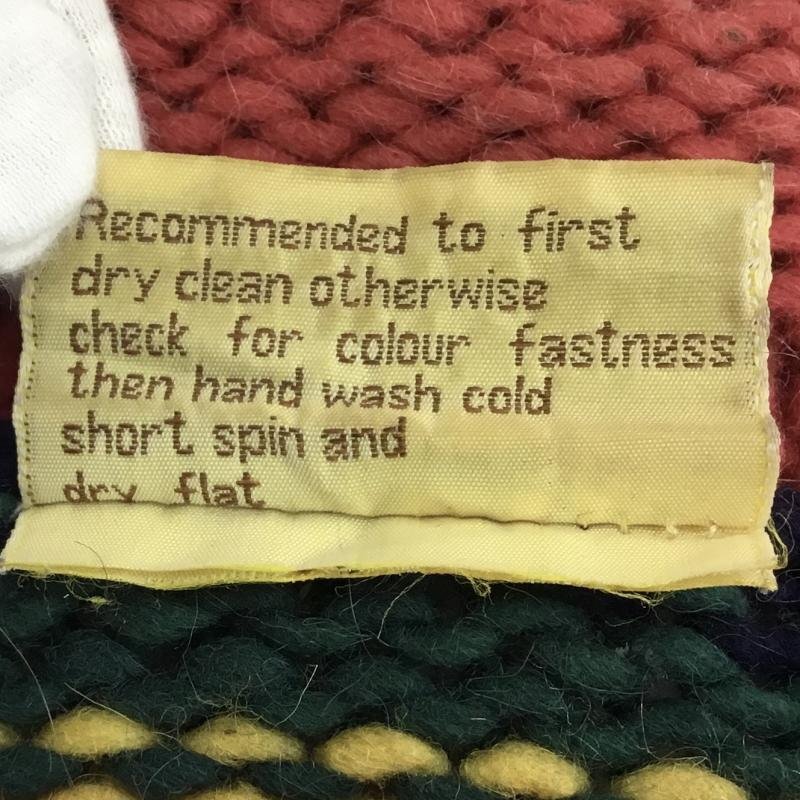 Recommended to first
dry clean otherwise
check for colour fastness
then hand wash cold
short spin and
dry flat